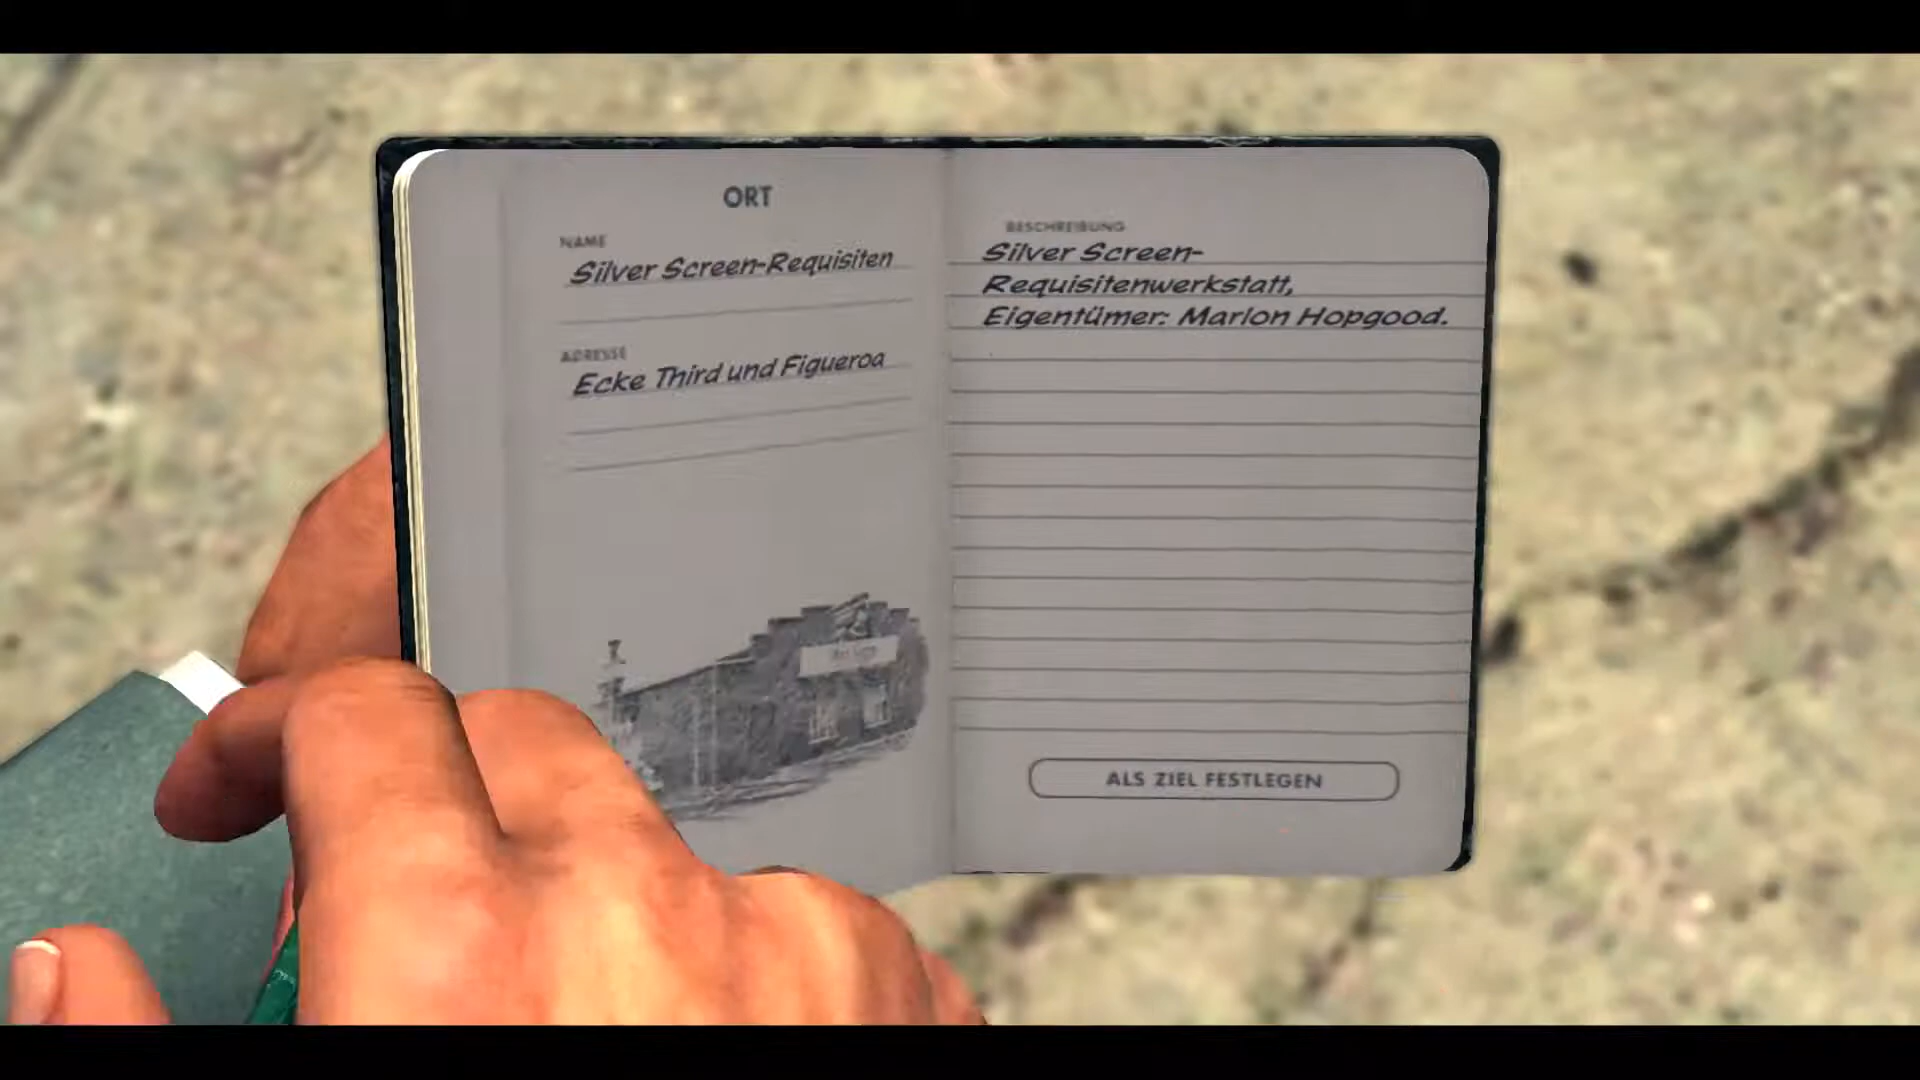 ORT
NAME
Silver Screen-Requisiten
ADRESSE
Ecke Third und Figueroa
BESCHREIBUNG
Silver Screen-
Requisitenwerkstatt,
Eigentümer: Marlon Hopgood.
ALS ZIEL FESTLEGEN